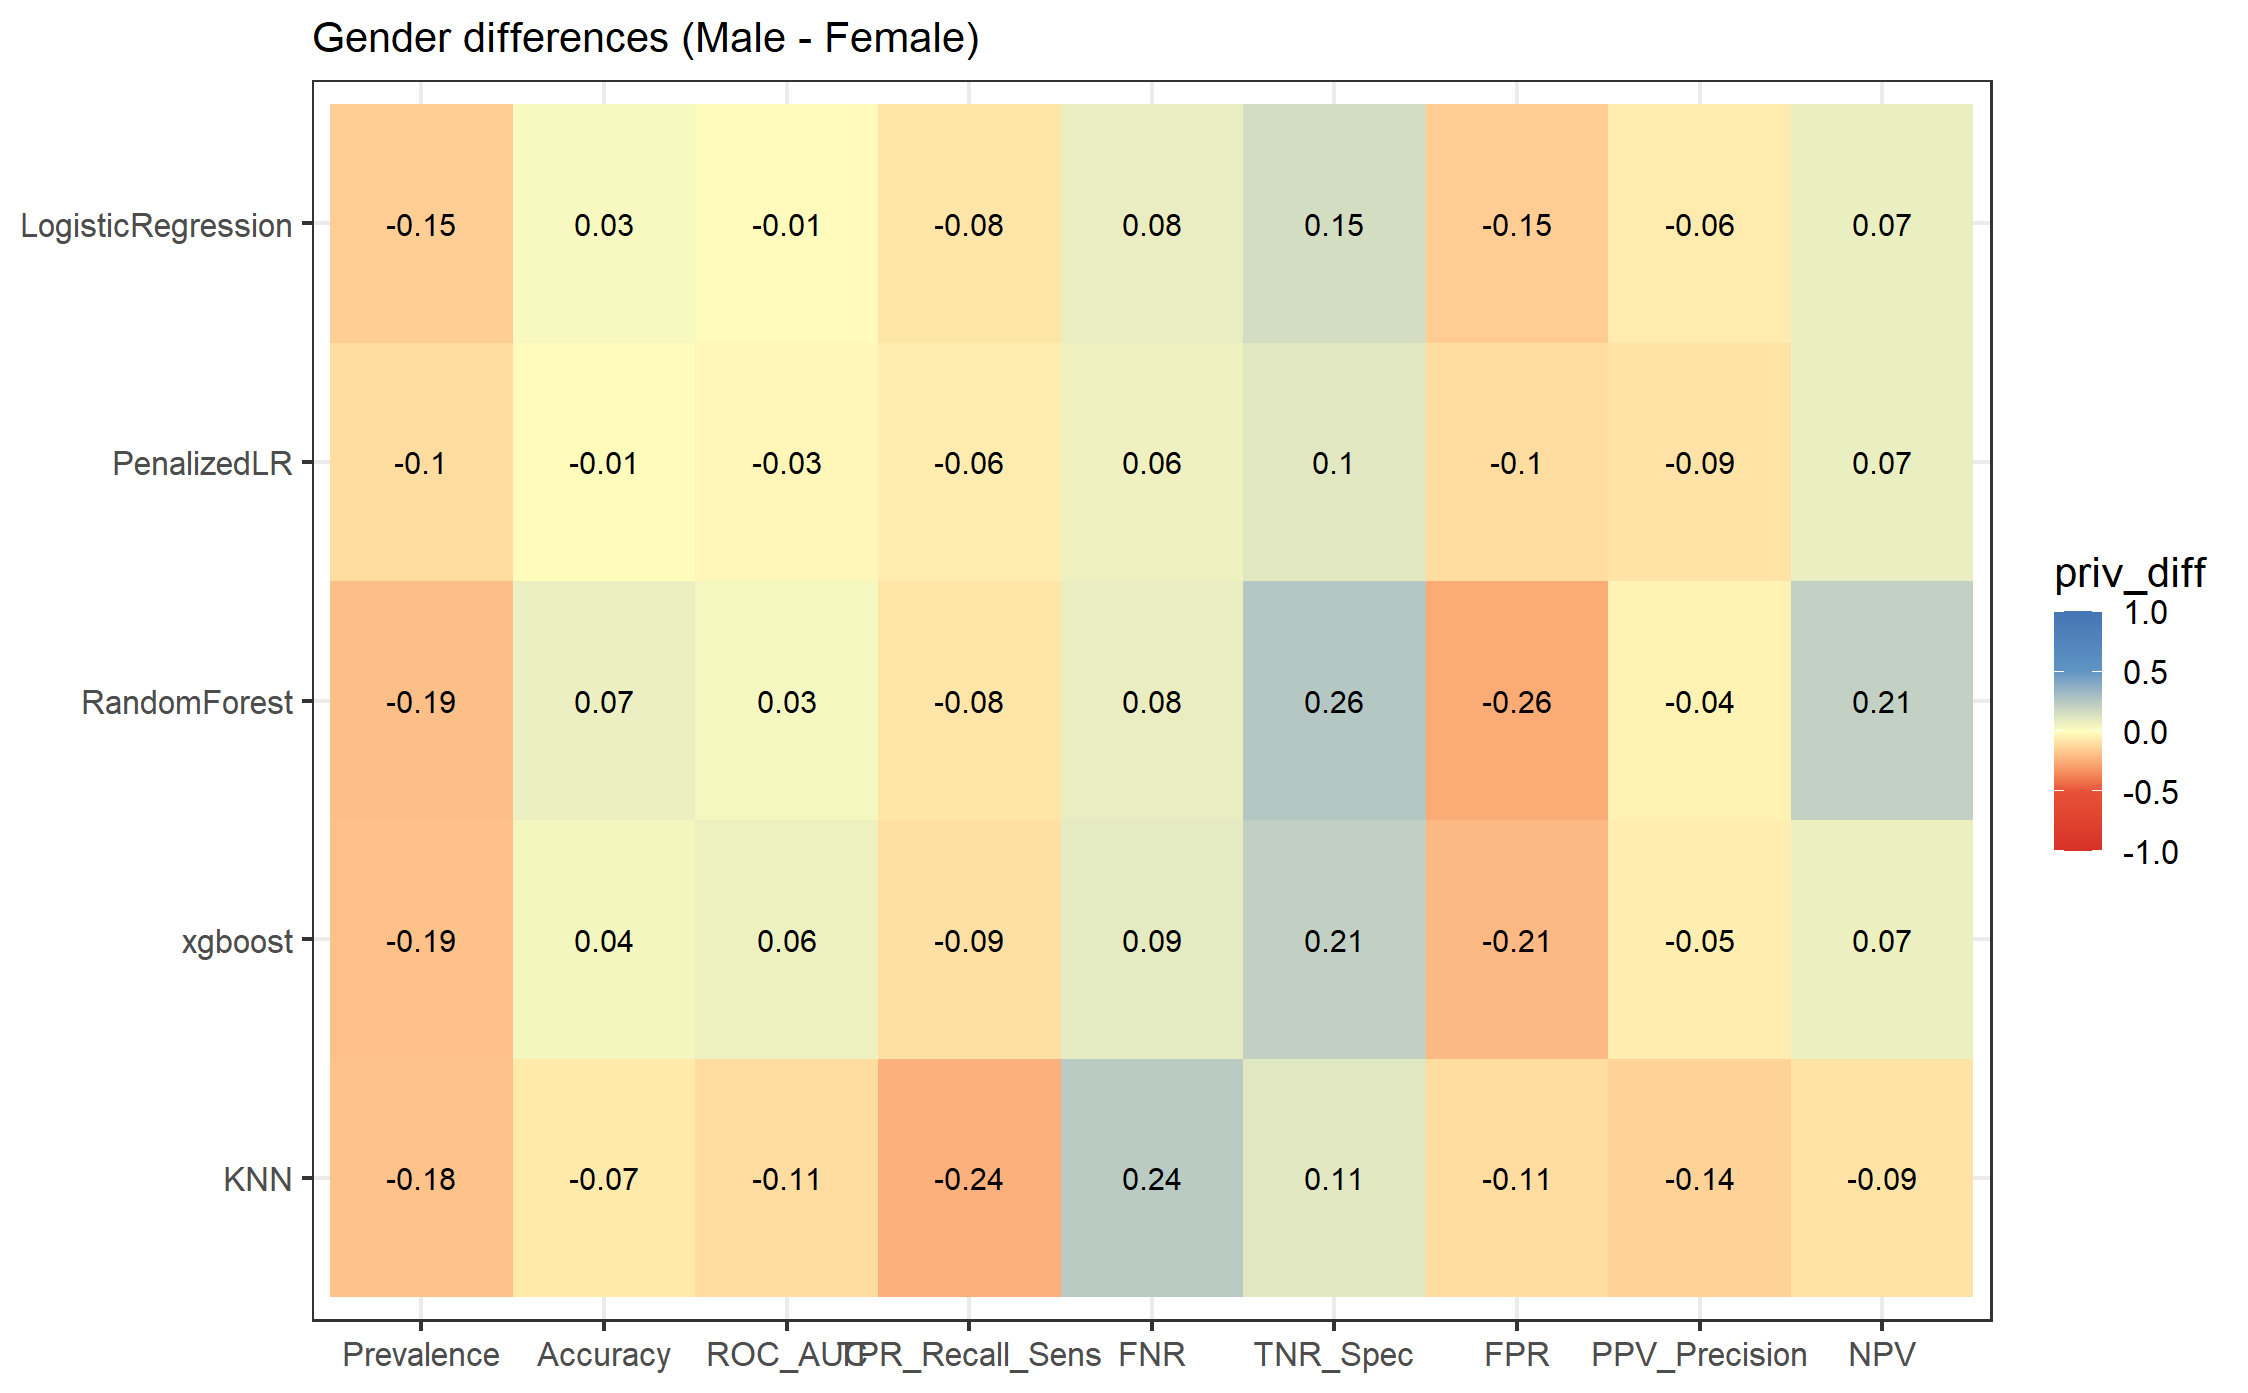 Gender differences (Male - Female)
LogisticRegression -0.15 0.03 -0.01 -0.08 0.08 0.15 -0.15 -0.06 0.07
PenalizedLR -0.1 -0.01 -0.03 -0.06 0.06 0.1 -0.1 -0.09 0.07
RandomForest -0.19 0.07 0.03 -0.08 0.08 0.26 -0.26 -0.04 0.21
xgboost -0.19 0.04 0.06 -0.09 0.09 0.21 -0.21 -0.05 0.07
KNN -0.18 -0.07 -0.11 -0.24 0.24 0.11 -0.11 -0.14 -0.09
Prevalence Accuracy ROC_AUC TPR_Recall_Sens FNR TNR_Spec FPR PPV_Precision NPV
priv_diff
1.0
0.5
0.0
-0.5
-1.0